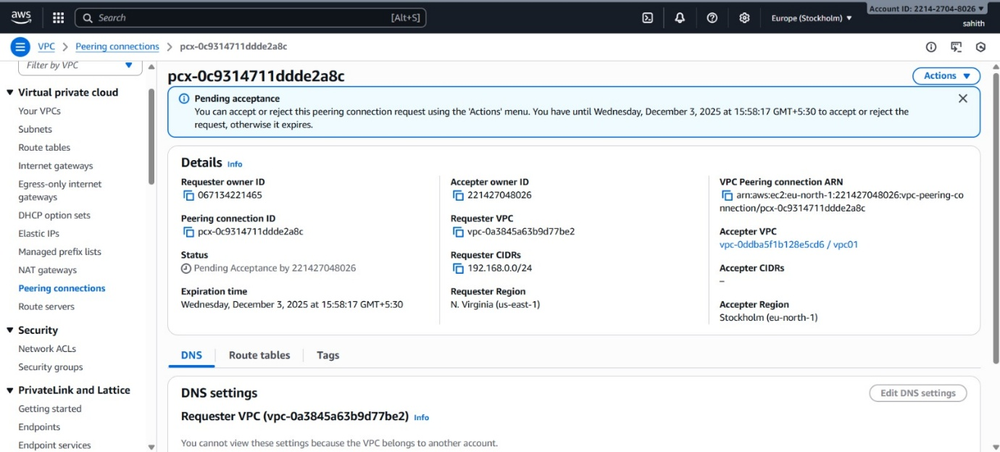 aws
Search [Alt+S]
Europe (Stockholm) ▼
Account ID: 2214-2704-8026 ▼
sahith
VPC > Peering connections > pcx-0c9314711ddde2a8c
Filter by VPC
Virtual private cloud
Your VPCs
Subnets
Route tables
Internet gateways
Egress-only internet
gateways
DHCP option sets
Elastic IPs
Managed prefix lists
NAT gateways
Peering connections
Route servers
Security
Network ACLs
Security groups
PrivateLink and Lattice
Getting started
Endpoints
Endpoint services
pcx-0c9314711ddde2a8c
Actions ▼
Pending acceptance
You can accept or reject this peering connection request using the 'Actions' menu. You have until Wednesday, December 3, 2025 at 15:58:17 GMT+5:30 to accept or reject the
request, otherwise it expires.
Details Info
Requester owner ID
067134221465
Peering connection ID
pcx-0c9314711ddde2a8c
Status
Pending Acceptance by 221427048026
Expiration time
Wednesday, December 3, 2025 at 15:58:17 GMT+5:30
Accepter owner ID
221427048026
Requester VPC
vpc-0a3845a63b9d77be2
Requester CIDRs
192.168.0.0/24
Requester Region
N. Virginia (us-east-1)
VPC Peering connection ARN
arn:aws:ec2:eu-north-1:221427048026:vpc-peering-co
nnection/pcx-0c9314711ddde2a8c
Accepter VPC
vpc-0ddba5f1b128e5cd6 / vpc01
Accepter CIDRs
–
Accepter Region
Stockholm (eu-north-1)
DNS
Route tables
Tags
DNS settings
Edit DNS settings
Requester VPC (vpc-0a3845a63b9d77be2) Info
You cannot view these settings because the VPC belongs to another account.